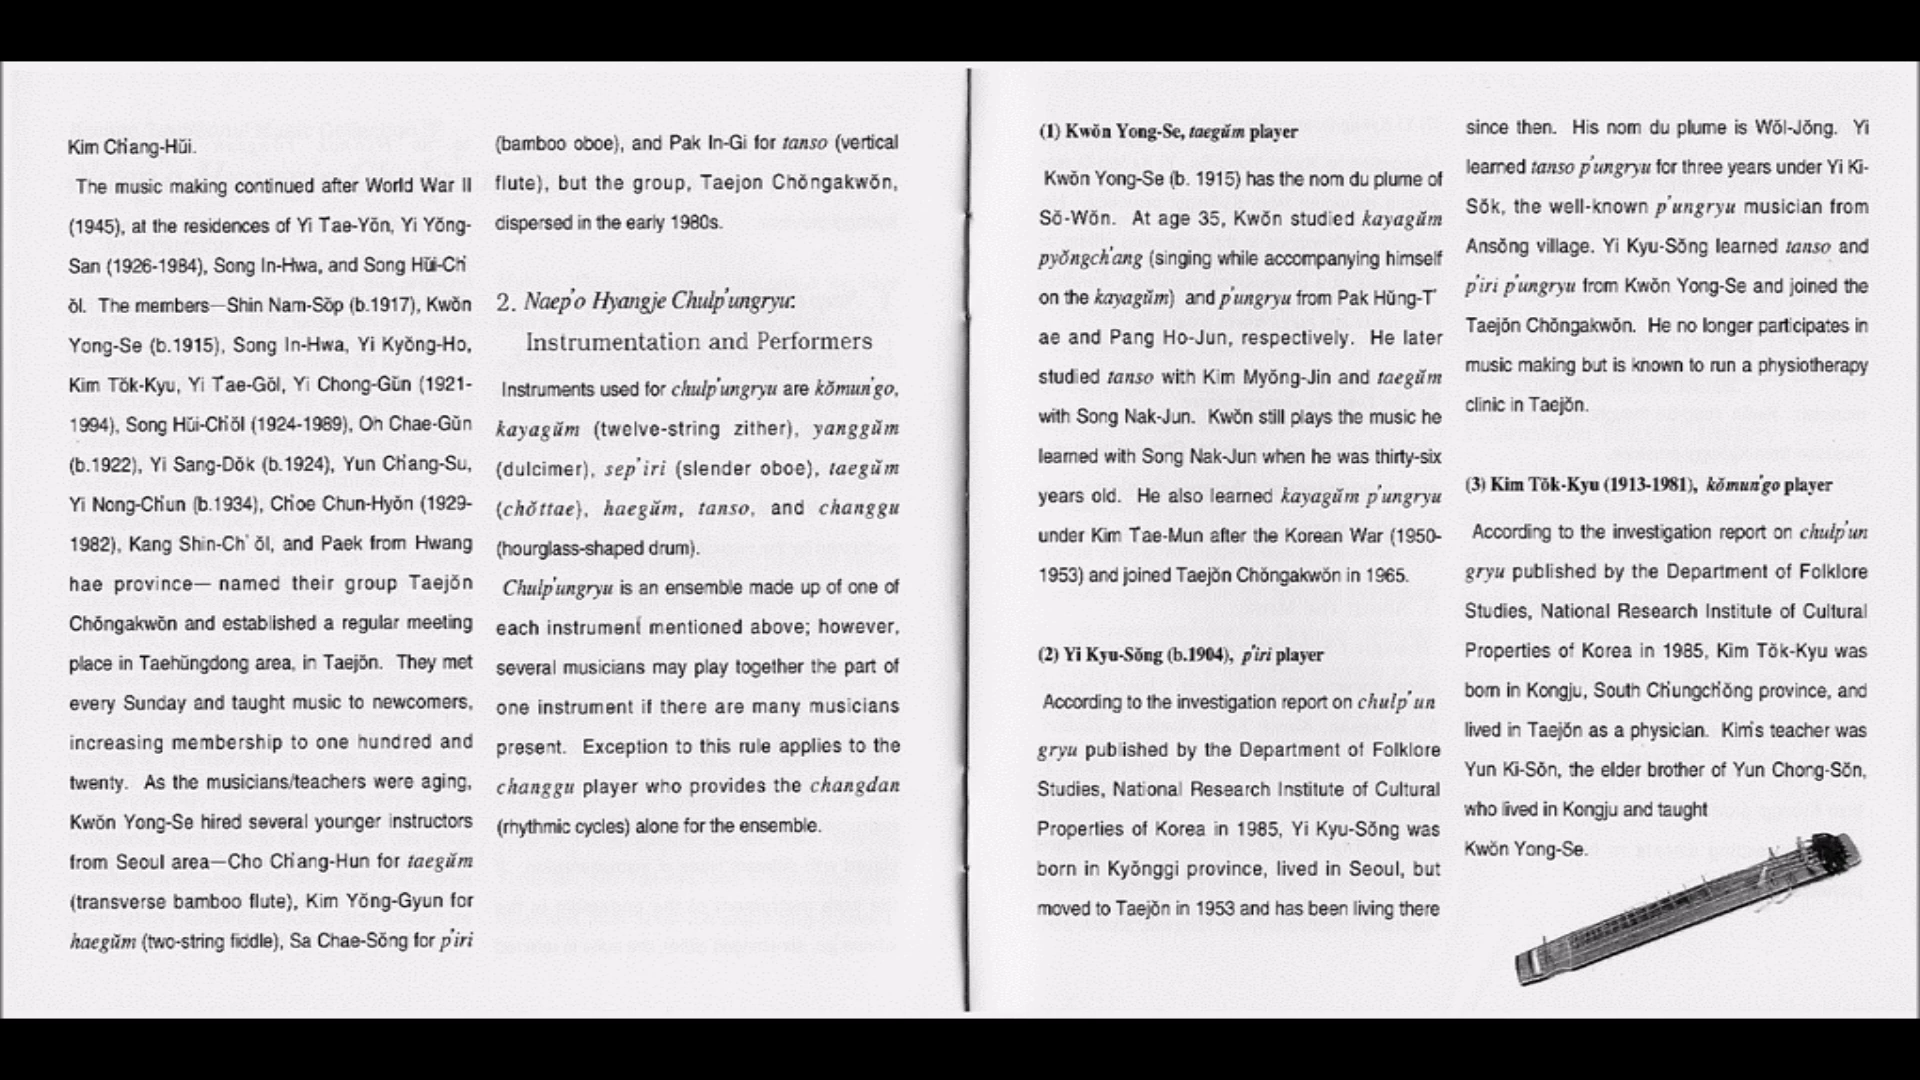 Kim Ch'ang-Hŭi.
The music making continued after World War II
(1945), at the residences of Yi Tae-Yŏn, Yi Yŏng-
San (1926-1984), Song In-Hwa, and Song Hŭi-Ch'
ŏl. The members—Shin Nam-Sŏp (b.1917), Kwŏn
Yong-Se (b.1915), Song In-Hwa, Yi Kyŏng-Ho,
Kim Tŏk-Kyu, Yi T'ae-Gŏl, Yi Chong-Gŭn (1921-
1994), Song Hŭi-Ch'ŏl (1924-1989), Oh Chae-Gŭn
(b.1922), Yi Sang-Dŏk (b.1924), Yun Ch'ang-Su,
Yi Nong-Ch'un (b.1934), Ch'oe Chun-Hyŏn (1929-
1982), Kang Shin-Ch' ŏl, and Paek from Hwang
hae province— named their group Taejŏn
Chŏngakwŏn and established a regular meeting
place in Taehŭngdong area, in Taejŏn. They met
every Sunday and taught music to newcomers,
increasing membership to one hundred and
twenty. As the musicians/teachers were aging,
Kwŏn Yong-Se hired several younger instructors
from Seoul area—Cho Ch'ang-Hun for taegŭm
(transverse bamboo flute), Kim Yŏng-Gyun for
haegŭm (two-string fiddle), Sa Chae-Sŏng for p'iri
(bamboo oboe), and Pak In-Gi for tanso (vertical
flute), but the group, Taejon Chŏngakwŏn,
dispersed in the early 1980s.
2. Naep'o Hyangje Chulp'ungryu:
Instrumentation and Performers
Instruments used for chulp'ungryu are kŏmun'go,
kayagŭm (twelve-string zither), yanggŭm
(dulcimer), sep'iri (slender oboe), taegŭm
(chŏttae), haegŭm, tanso, and changgu
(hourglass-shaped drum).
Chulp'ungryu is an ensemble made up of one of
each instrument mentioned above; however,
several musicians may play together the part of
one instrument if there are many musicians
present. Exception to this rule applies to the
changgu player who provides the changdan
(rhythmic cycles) alone for the ensemble.
(1) Kwŏn Yong-Se, taegŭm player
Kwŏn Yong-Se (b. 1915) has the nom du plume of
Sŏ-Wŏn. At age 35, Kwŏn studied kayagŭm
pyŏngch'ang (singing while accompanying himself
on the kayagŭm) and p'ungryu from Pak Hŭng-T'
ae and Pang Ho-Jun, respectively. He later
studied tanso with Kim Myŏng-Jin and taegŭm
with Song Nak-Jun. Kwŏn still plays the music he
learned with Song Nak-Jun when he was thirty-six
years old. He also learned kayagŭm p'ungryu
under Kim Tae-Mun after the Korean War (1950-
1953) and joined Taejŏn Chŏngakwŏn in 1965.
(2) Yi Kyu-Sŏng (b.1904), p'iri player
According to the investigation report on chulp'un
gryu published by the Department of Folklore
Studies, National Research Institute of Cultural
Properties of Korea in 1985, Yi Kyu-Sŏng was
born in Kyŏnggi province, lived in Seoul, but
moved to Taejŏn in 1953 and has been living there
since then. His nom du plume is Wŏl-Jŏng. Yi
learned tanso p'ungryu for three years under Yi Ki-
Sŏk, the well-known p'ungryu musician from
Ansŏng village. Yi Kyu-Sŏng learned tanso and
p'iri p'ungryu from Kwŏn Yong-Se and joined the
Taejŏn Chŏngakwŏn. He no longer participates in
music making but is known to run a physiotherapy
clinic in Taejŏn.
(3) Kim Tŏk-Kyu (1913-1981), kŏmun'go player
According to the investigation report on chulp'un
gryu published by the Department of Folklore
Studies, National Research Institute of Cultural
Properties of Korea in 1985, Kim Tŏk-Kyu was
born in Kongju, South Ch'ungch'ŏng province, and
lived in Taejŏn as a physician. Kim's teacher was
Yun Ki-Sŏn, the elder brother of Yun Chong-Sŏn,
who lived in Kongju and taught
Kwŏn Yong-Se.